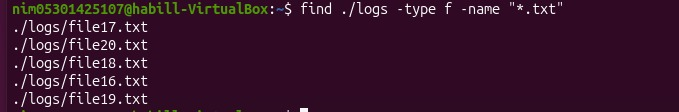 nim05301425107@habill-VirtualBox:~$ find ./logs -type f -name "*.txt"
./logs/file17.txt
./logs/file20.txt
./logs/file18.txt
./logs/file16.txt
./logs/file19.txt